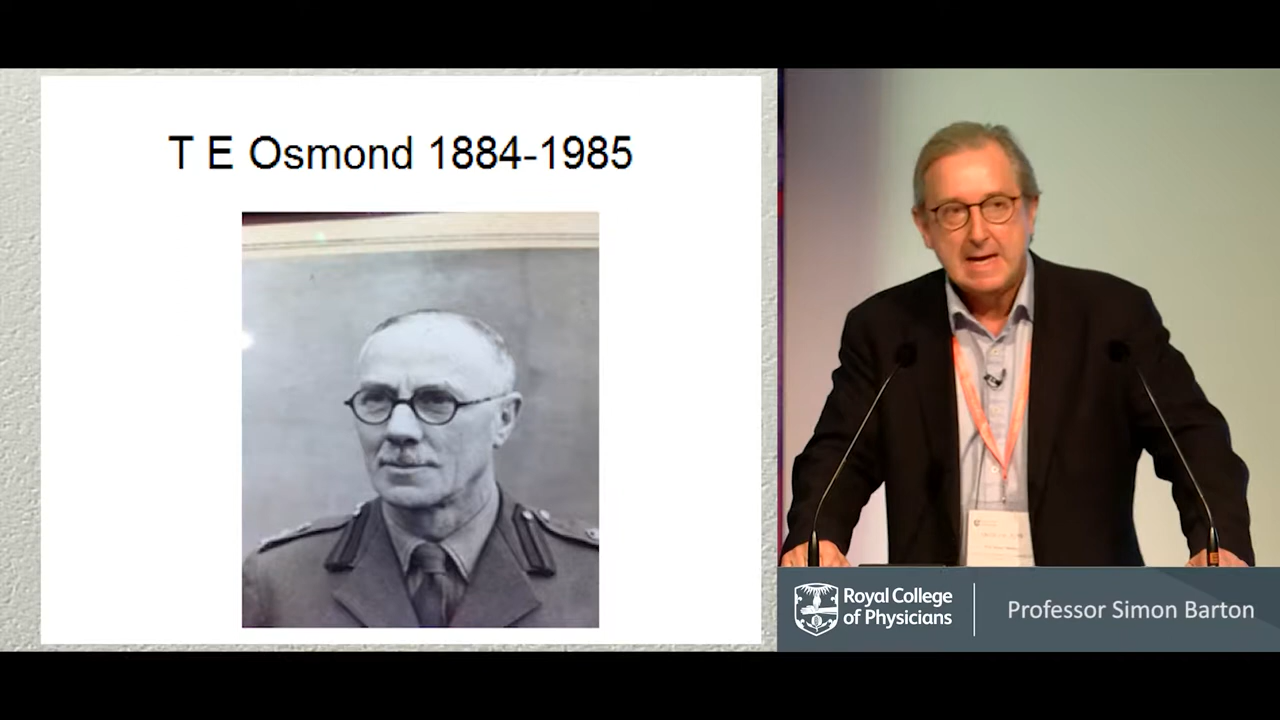 T E Osmond 1884-1985
Royal College
of Physicians
Professor Simon Barton